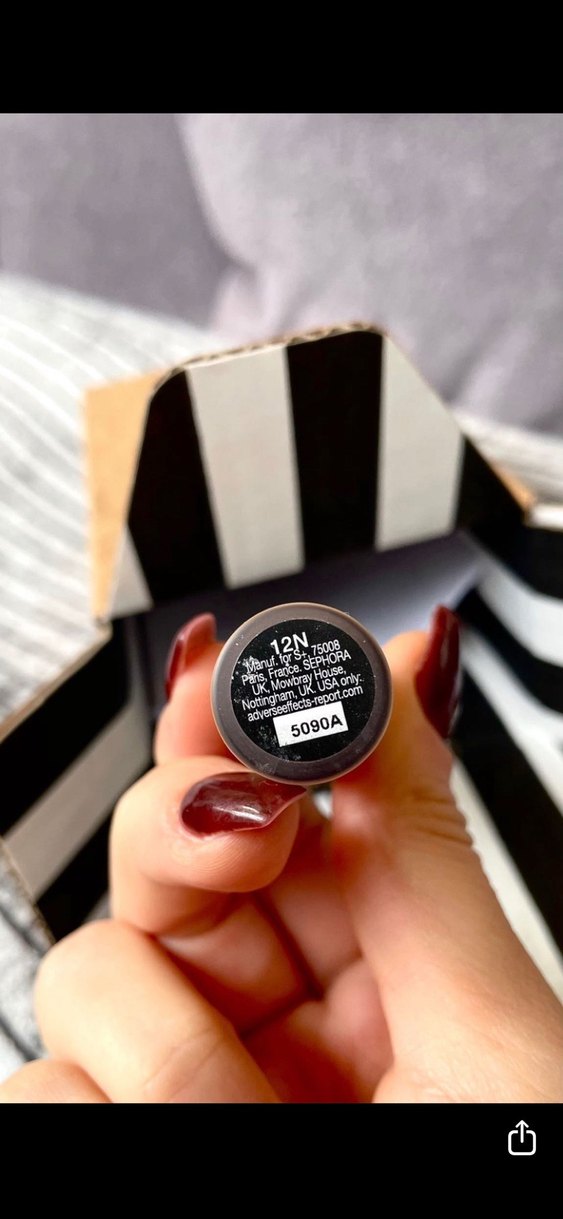 12N
Manuf. for S+, 75008
Paris, France. SEPHORA
UK, Mowbray House,
Nottingham, UK. USA only:
adverseeffects-report.com
5090A